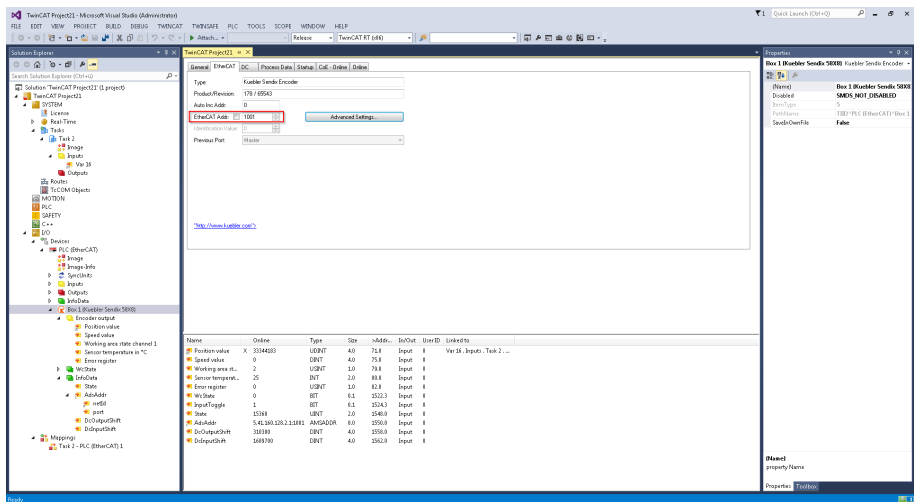 TwinCAT Project21 - Microsoft Visual Studio (Administrator)
Quick Launch (Ctrl+Q)
FILE EDIT VIEW PROJECT BUILD DEBUG TWINCAT TWINSAFE PLC TOOLS SCOPE WINDOW HELP
Attach... Release TwinCAT RT (x86)
Solution Explorer
Search Solution Explorer (Ctrl+ü)
Solution 'TwinCAT Project21' (1 project)
TwinCAT Project21
SYSTEM
License
Real-Time
Tasks
Task 2
Image
Inputs
Var 16
Outputs
Routes
TcCOM Objects
MOTION
PLC
SAFETY
C++
I/O
Devices
PLC (EtherCAT)
Image
Image-Info
SyncUnits
Inputs
Outputs
InfoData
Box 1 (Kuebler Sendix 58X8)
Encoder output
Position value
Speed value
Working area state channel 1
Sensor temperature in °C
Error register
WcState
InfoData
State
AdsAddr
netId
port
DcOutputShift
DcInputShift
Mappings
Task 2 - PLC (EtherCAT) 1
TwinCAT Project21
General EtherCAT DC Process Data Startup CoE - Online Online
Type: Kuebler Sendix Encoder
Product/Revision: 179 / 65543
Auto Inc Addr: 0
EtherCAT Addr: 1001 Advanced Settings...
Identification Value: 0
Previous Port: Master
"http://www.kuebler.com">
Name Online Type Size >Addr... In/Out User ID Linked to
Position value X 33344183 UDINT 4.0 71.0 Input 0 Var 16 . Inputs . Task 2 . ...
Speed value 0 DINT 4.0 75.0 Input 0
Working area st... 2 USINT 1.0 79.0 Input 0
Sensor temperat... 25 INT 2.0 80.0 Input 0
Error register 0 USINT 1.0 82.0 Input 0
WcState 0 BIT 0.1 1522.3 Input 0
InputToggle 1 BIT 0.1 1524.3 Input 0
State 15368 UINT 2.0 1548.0 Input 0
AdsAddr 5.41.160.128.2.1:1001 AMSADDR 8.0 1550.0 Input 0
DcOutputShift 310300 DINT 4.0 1558.0 Input 0
DcInputShift 1689700 DINT 4.0 1562.0 Input 0
Properties
Box 1 (Kuebler Sendix 58X8) Kuebler Sendix Encoder
(Name) Box 1 (Kuebler Sendix 58X8
Disabled SMDS_NOT_DISABLED
ItemType 5
PathName TIID^PLC (EtherCAT)^Box 1
SaveInOwnFile False
(Name)
property Name
Properties Toolbox
Ready